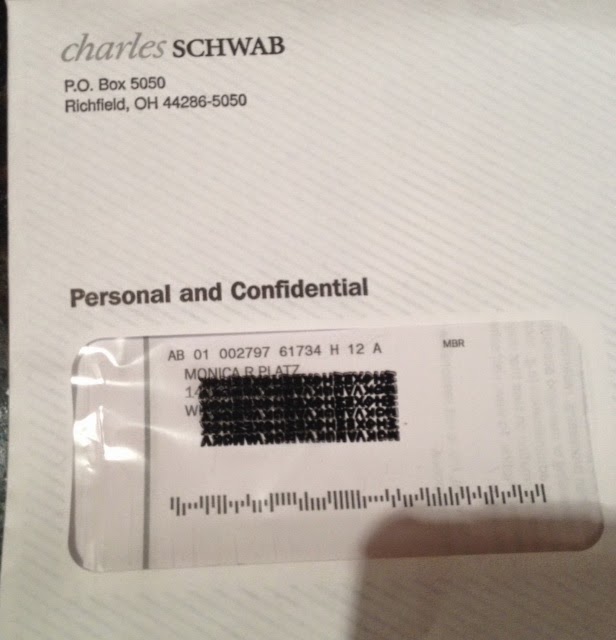 charles SCHWAB
P.O. Box 5050
Richfield, OH 44286-5050
Personal and Confidential
AB 01 002797 61734 H 12 A
MBR
MONICA R PLATZ